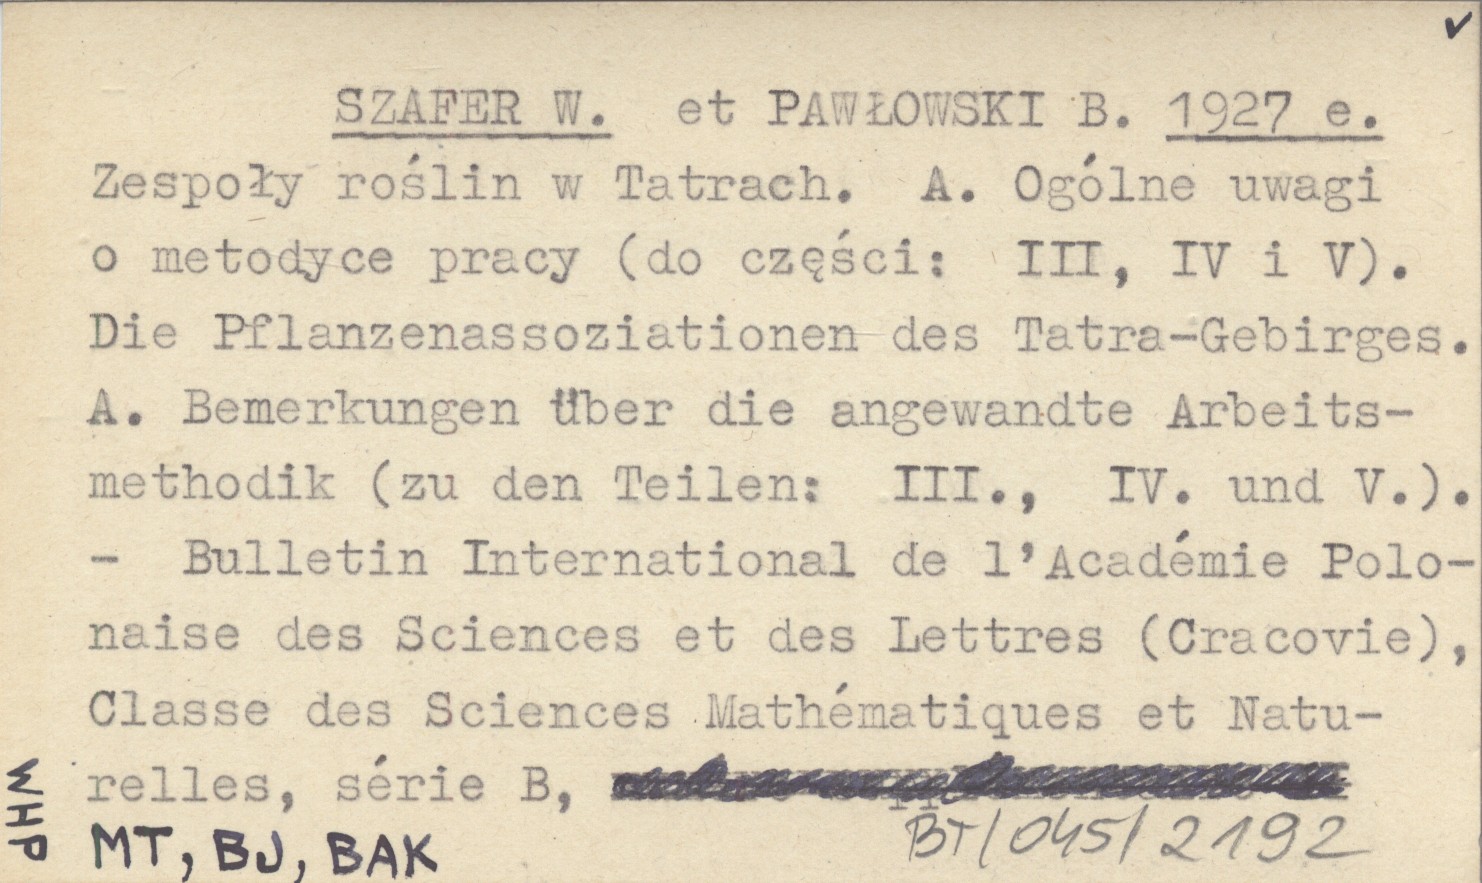 SZAFER W. et PAWŁOWSKI B. 1927 e.
Zespoły roślin w Tatrach. A. Ogólne uwagi
o metodyce pracy (do części: III, IV i V).
Die Pflanzenassoziationen des Tatra-Gebirges.
A. Bemerkungen über die angewandte Arbeits-
methodik (zu den Teilen: III., IV. und V.).
- Bulletin International de l'Académie Polo-
naise des Sciences et des Lettres (Cracovie),
Classe des Sciences Mathématiques et Natu-
relles, série B,
BT/045/2192
MT, BJ, BAK
WHP